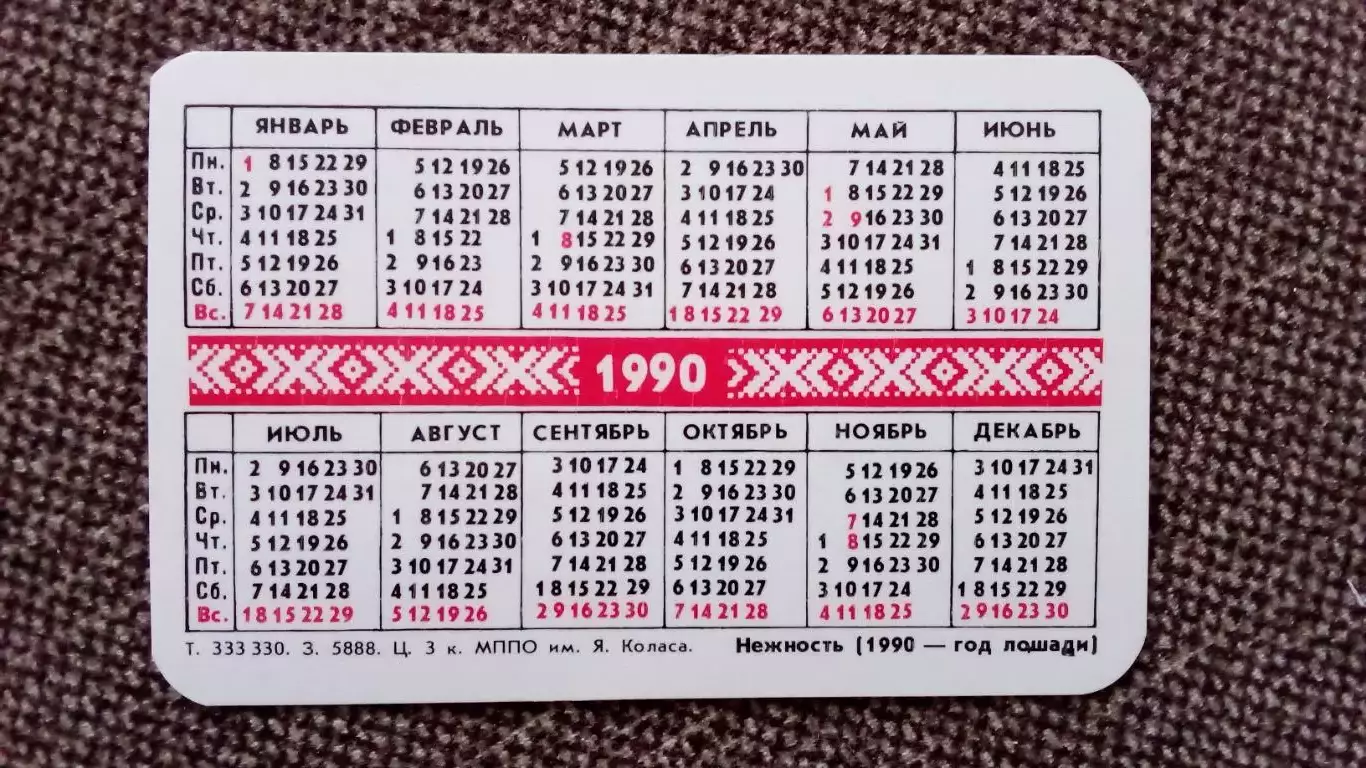 ЯНВАРЬ ФЕВРАЛЬ МАРТ АПРЕЛЬ МАЙ ИЮНЬ
Пн. 1 8 15 22 29 5 12 19 26 5 12 19 26 2 9 16 23 30 7 14 21 28 4 11 18 25
Вт. 2 9 16 23 30 6 13 20 27 6 13 20 27 3 10 17 24 1 8 15 22 29 5 12 19 26
Ср. 3 10 17 24 31 7 14 21 28 7 14 21 28 4 11 18 25 2 9 16 23 30 6 13 20 27
Чт. 4 11 18 25 1 8 15 22 1 8 15 22 29 5 12 19 26 3 10 17 24 31 7 14 21 28
Пт. 5 12 19 26 2 9 16 23 2 9 16 23 30 6 13 20 27 4 11 18 25 1 8 15 22 29
Сб. 6 13 20 27 3 10 17 24 3 10 17 24 31 7 14 21 28 5 12 19 26 2 9 16 23 30
Вс. 7 14 21 28 4 11 18 25 4 11 18 25 1 8 15 22 29 6 13 20 27 3 10 17 24
1990
ИЮЛЬ АВГУСТ СЕНТЯБРЬ ОКТЯБРЬ НОЯБРЬ ДЕКАБРЬ
Пн. 2 9 16 23 30 6 13 20 27 3 10 17 24 1 8 15 22 29 5 12 19 26 3 10 17 24 31
Вт. 3 10 17 24 31 7 14 21 28 4 11 18 25 2 9 16 23 30 6 13 20 27 4 11 18 25
Ср. 4 11 18 25 1 8 15 22 29 5 12 19 26 3 10 17 24 31 7 14 21 28 5 12 19 26
Чт. 5 12 19 26 2 9 16 23 30 6 13 20 27 4 11 18 25 1 8 15 22 29 6 13 20 27
Пт. 6 13 20 27 3 10 17 24 31 7 14 21 28 5 12 19 26 2 9 16 23 30 7 14 21 28
Сб. 7 14 21 28 4 11 18 25 1 8 15 22 29 6 13 20 27 3 10 17 24 1 8 15 22 29
Вс. 1 8 15 22 29 5 12 19 26 2 9 16 23 30 7 14 21 28 4 11 18 25 2 9 16 23 30
Т. 333 330. З. 5888. Ц. 3 к. МППО им. Я. Коласа. Нежность (1990 — год лошади)